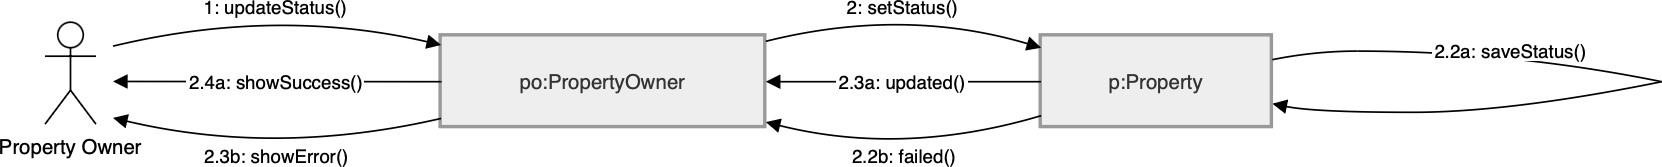 1: updateStatus()
2: setStatus()
2.2a: saveStatus()
2.4a: showSuccess()
po:PropertyOwner
2.3a: updated()
p:Property
Property Owner
2.3b: showError()
2.2b: failed()